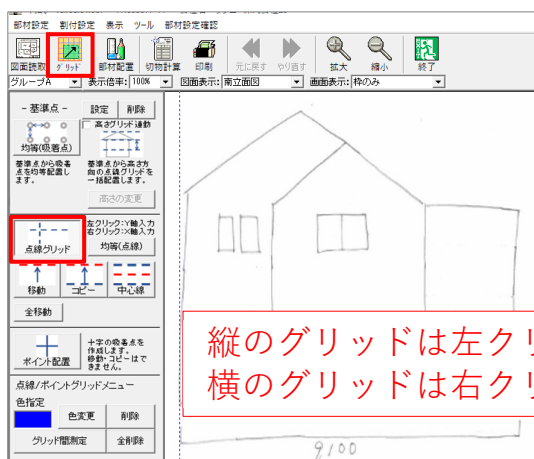 部材設定 割付設定 表示 ツール 部材設定確認
図面読取 グリッド 部材配置 切物計算 印刷 元に戻す やり直す 拡大 縮小 終了
グループA 表示倍率: 100% 図面表示: 南立面図 画面表示: 枠のみ
- 基準点 - 設定 削除
高さグリッド連動
均等(吸着点)
基準点から吸着点を均等配置します。
基準点から高さ方向の点線グリッドを一括配置します。
高さの変更
左クリック:Y軸入力
右クリック:X軸入力
点線グリッド 均等(点線)
移動 コピー 中心線
全移動
ポイント配置
十字の吸着点を作成します。
移動・コピーはできません。
点線/ポイントグリッドメニュー
色指定
色変更 削除
グリッド間測定 全削除
縦のグリッドは左クリ
横のグリッドは右クリ
9100